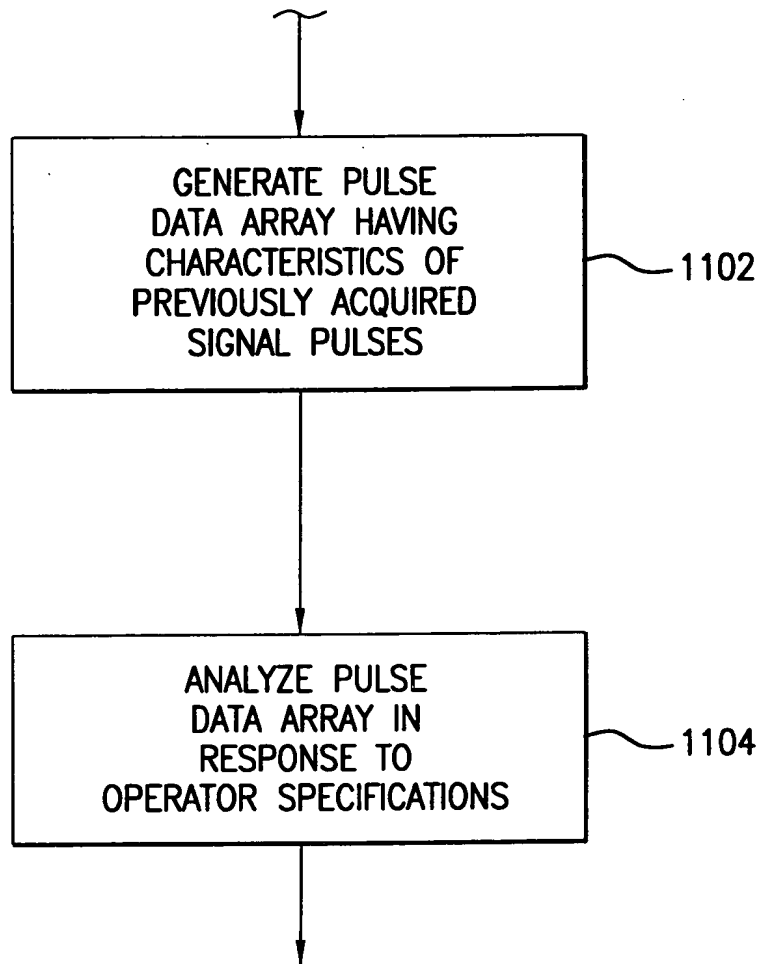 GENERATE PULSE
DATA ARRAY HAVING
CHARACTERISTICS OF
PREVIOUSLY ACQUIRED
SIGNAL PULSES
1102
ANALYZE PULSE
DATA ARRAY IN
RESPONSE TO
OPERATOR SPECIFICATIONS
1104